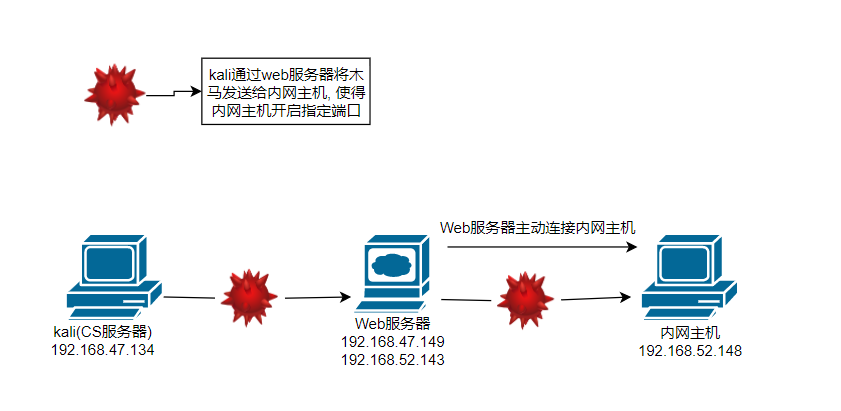 kali通过web服务器将木
马发送给内网主机, 使得
内网主机开启指定端口
Web服务器主动连接内网主机
kali(CS服务器)
192.168.47.134
Web服务器
192.168.47.149
192.168.52.143
内网主机
192.168.52.148